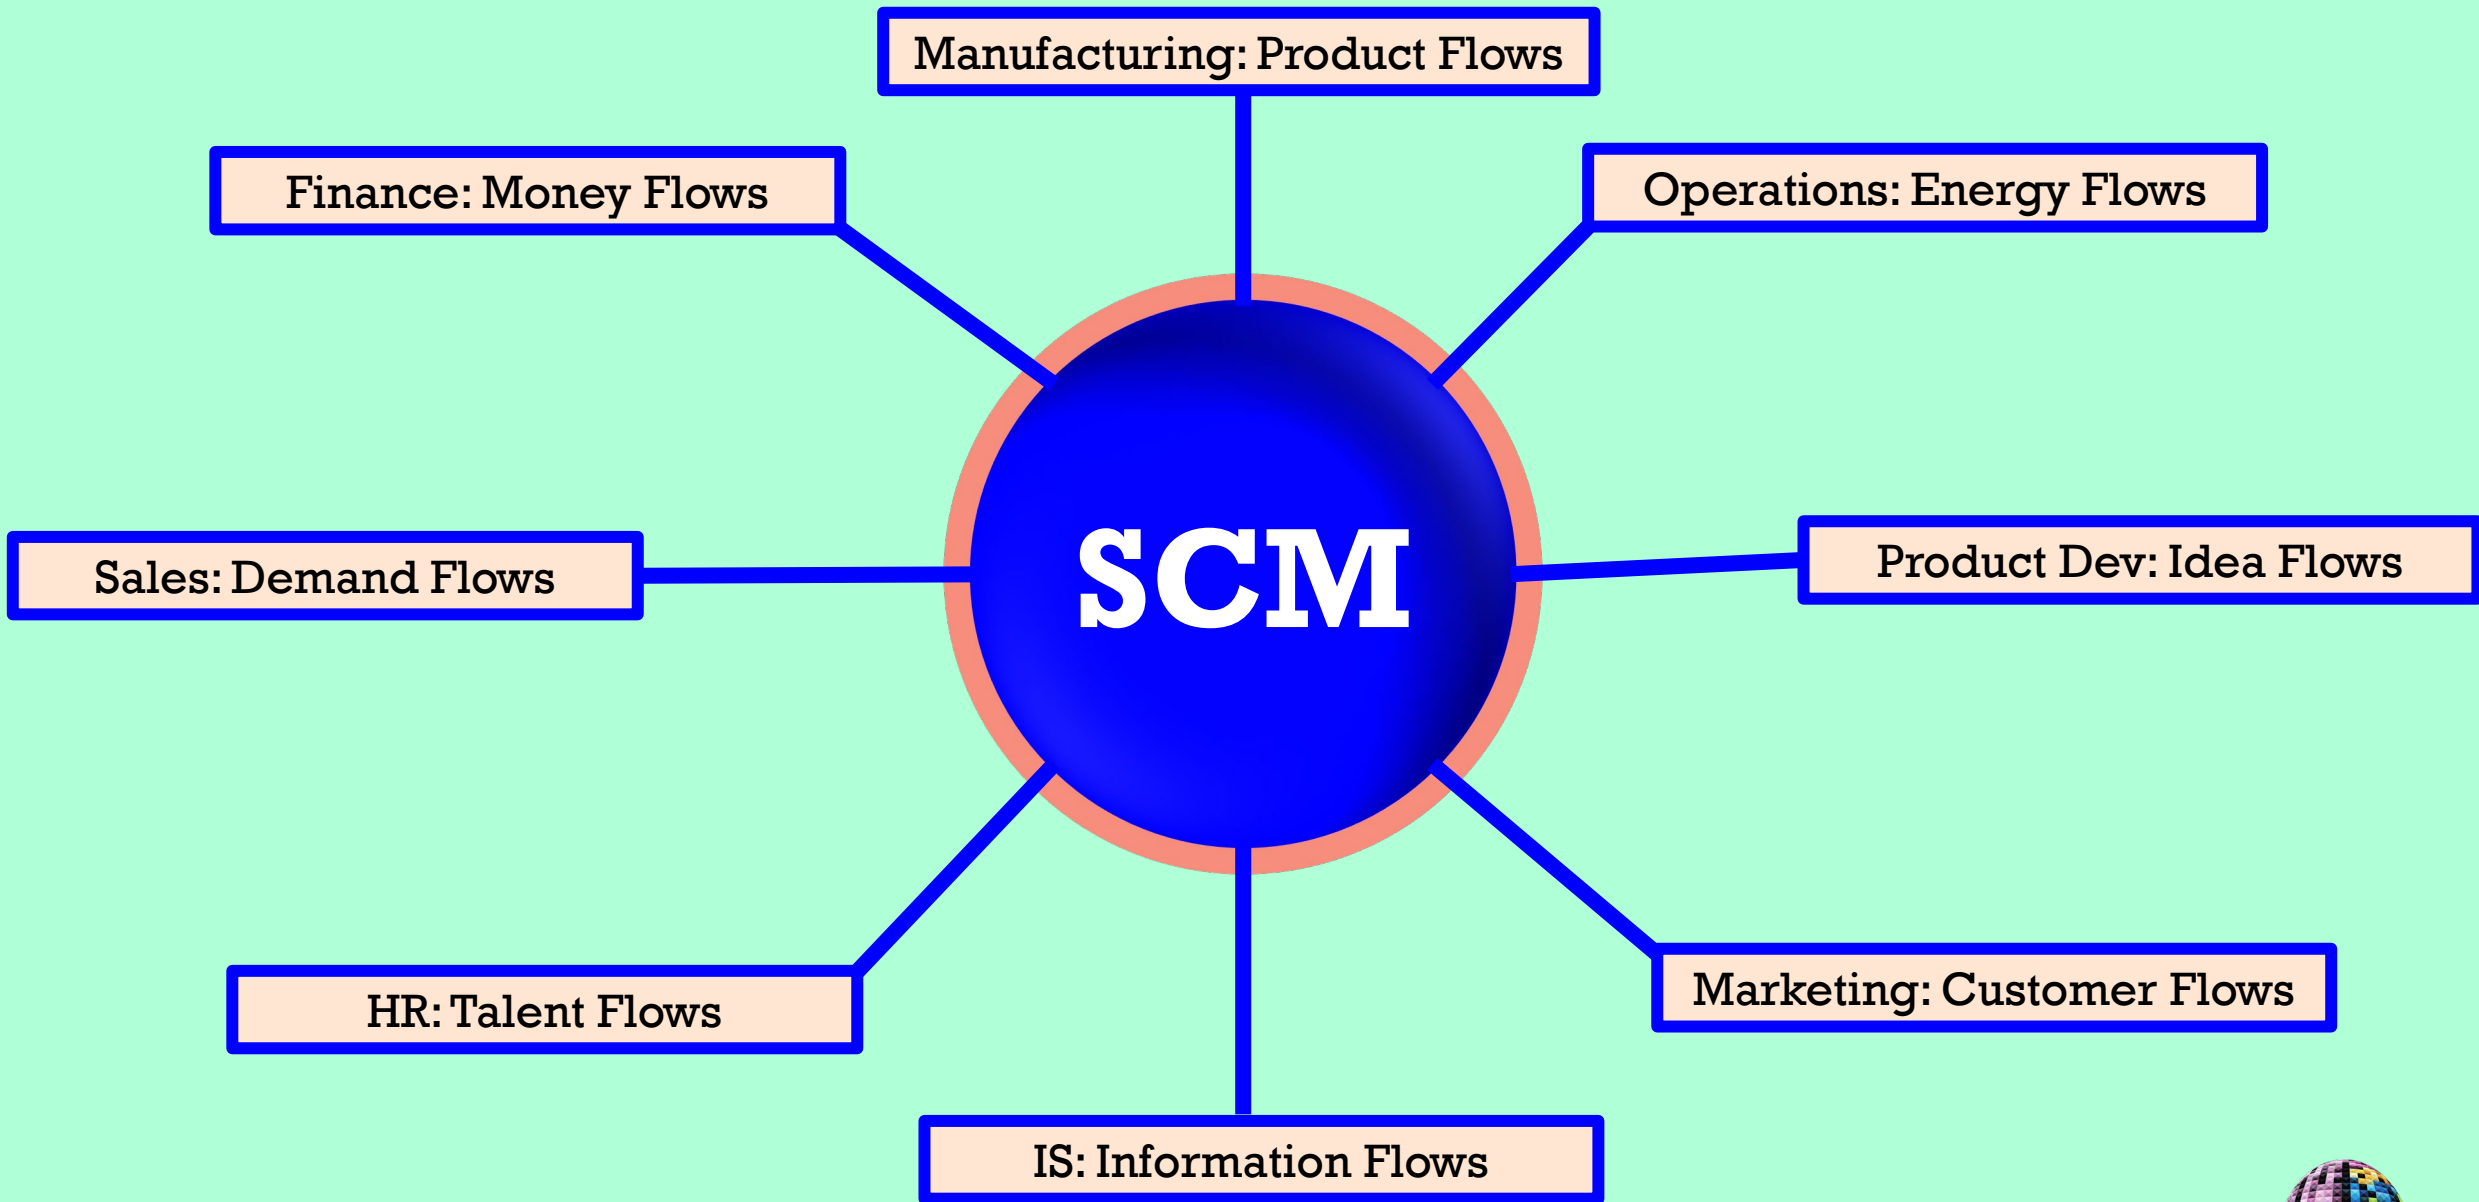 Manufacturing: Product Flows
Finance: Money Flows
Operations: Energy Flows
Sales: Demand Flows
SCM
Product Dev: Idea Flows
HR: Talent Flows
Marketing: Customer Flows
IS: Information Flows